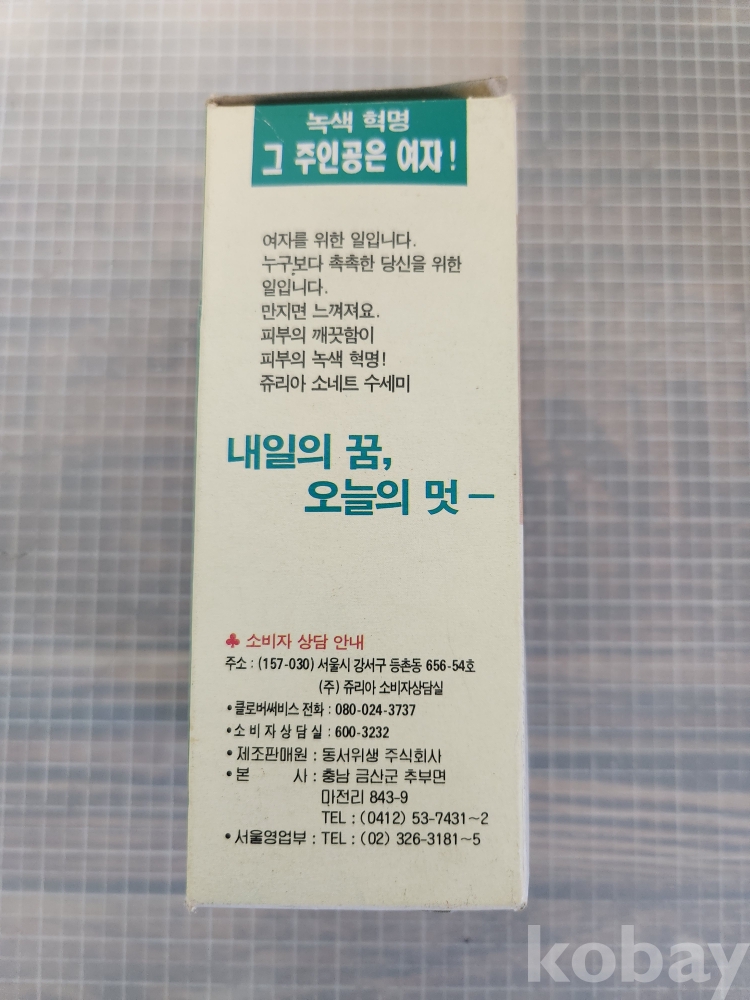 녹색 혁명
그 주인공은 여자!
여자를 위한 일입니다.
누구보다 촉촉한 당신을 위한
일입니다.
만지면 느껴져요.
피부의 깨끗함이
피부의 녹색 혁명!
쥬리아 소네트 수세미
내일의 꿈,
오늘의 멋 –
♣ 소비자 상담 안내
주소 : (157-030) 서울시 강서구 등촌동 656-54호
(주) 쥬리아 소비자상담실
• 클로버써비스 전화 : 080-024-3737
• 소비자상담실 : 600-3232
• 제조판매원 : 동서위생 주식회사
• 본 사 : 충남 금산군 추부면
마전리 843-9
TEL : (0412) 53-7431~2
• 서울영업부 : TEL : (02) 326-3181~5
kobay